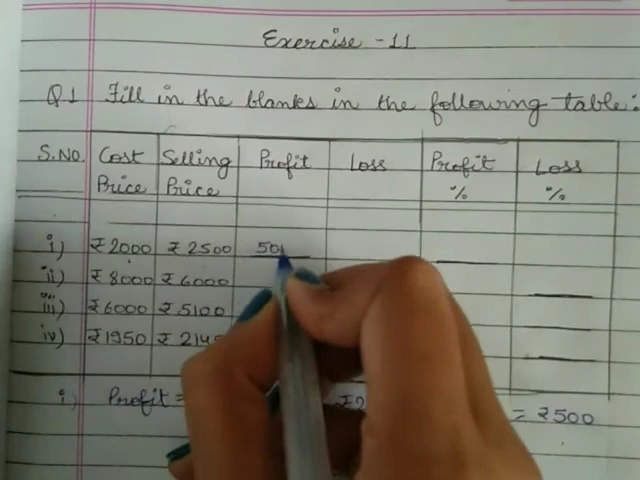 Exercise - 11
Q1 Fill in the blanks in the following table:
S.NO. Cost Price Selling Price Profit Loss Profit % Loss %
i) ₹2000 ₹2500 50
ii) ₹8000 ₹6000
iii) ₹6000 ₹5100
iv) ₹1950
i) Profit = = ₹500